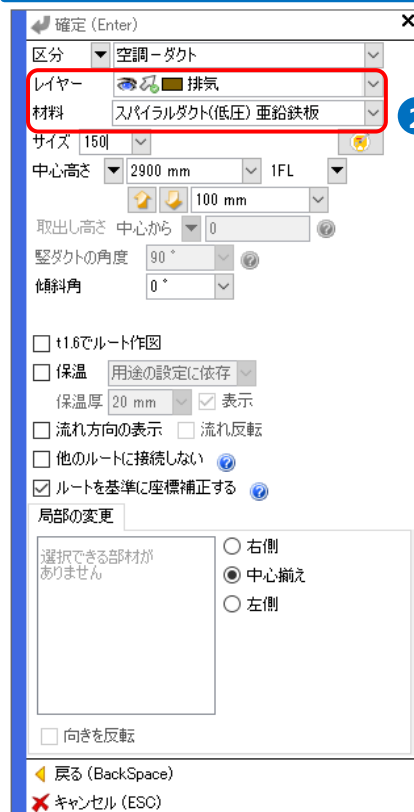 確定 (Enter)
区分 空調－ダクト
レイヤー 排気
材料 スパイラルダクト(低圧) 亜鉛鉄板
サイズ 150
中心高さ 2900 mm 1FL
100 mm
取出し高さ 中心から 0
竪ダクトの角度 90 °
傾斜角 0 °
t1.6でルート作図
保温 用途の設定に依存
保温厚 20 mm 表示
流れ方向の表示 流れ反転
他のルートに接続しない
ルートを基準に座標補正する
局部の変更
選択できる部材が
ありません
右側
中心揃え
左側
向きを反転
戻る (BackSpace)
キャンセル (ESC)